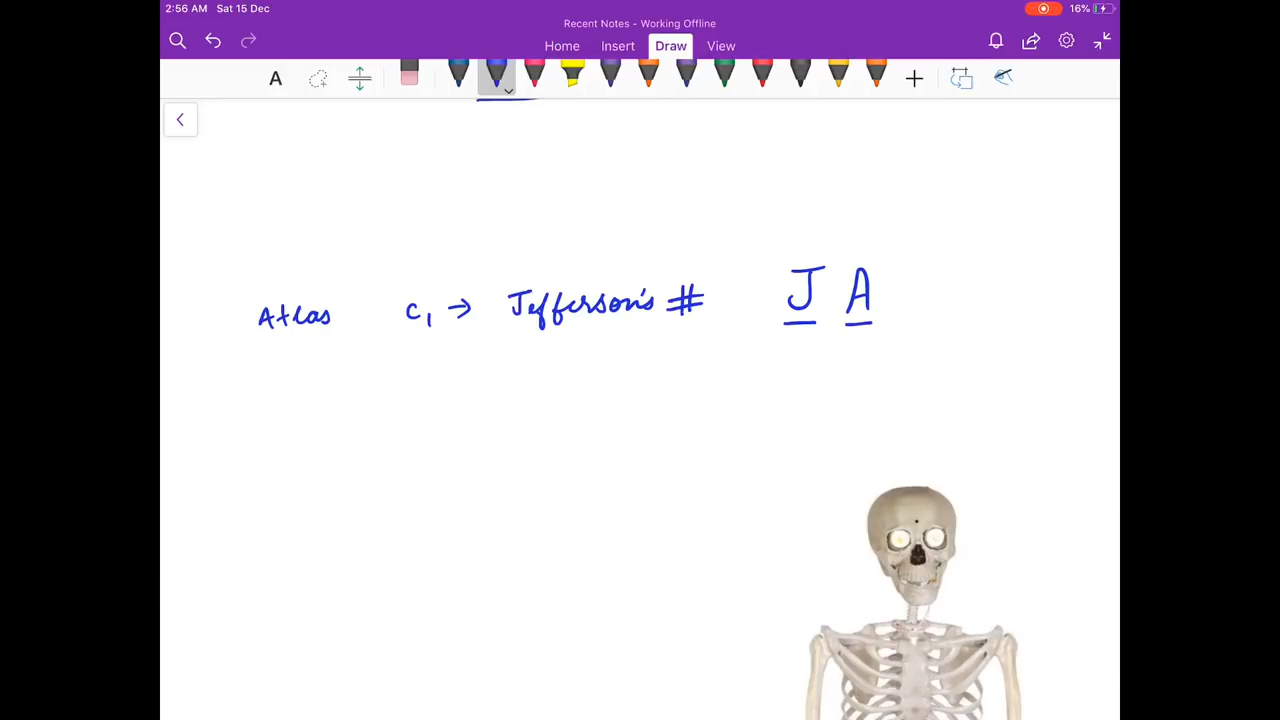 2:56 AM Sat 15 Dec
16%
Recent Notes - Working Offline
Home Insert Draw View
A
Atlas C₁ → Jefferson's # J A